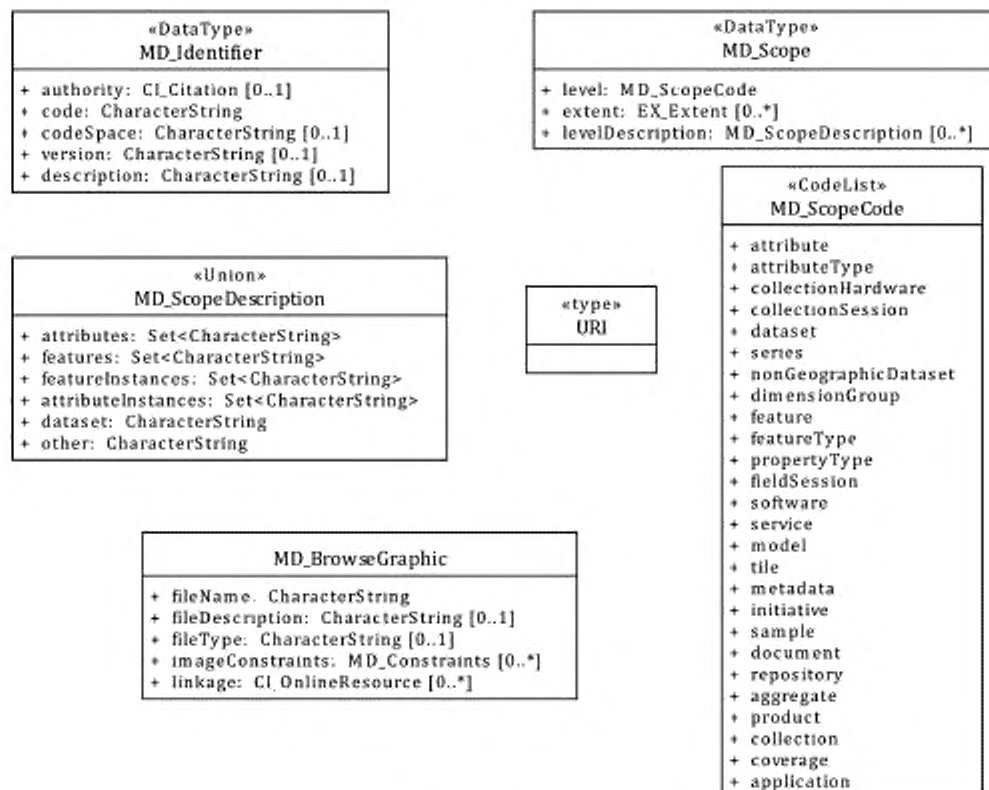 «DataType»
MD_Identifier
+ authority: CI_Citation [0..1]
+ code: CharacterString
+ codeSpace: CharacterString [0..1]
+ version: CharacterString [0..1]
+ description: CharacterString [0..1]
«DataType»
MD_Scope
+ level: MD_ScopeCode
+ extent: EX_Extent [0..*]
+ levelDescription: MD_ScopeDescription [0..*]
«CodeList»
MD_ScopeCode
+ attribute
+ attributeType
+ collectionHardware
+ collectionSession
+ dataset
+ series
+ nonGeographicDataset
+ dimensionGroup
+ feature
+ featureType
+ propertyType
+ fieldSession
+ software
+ service
+ model
+ tile
+ metadata
+ initiative
+ sample
+ document
+ repository
+ aggregate
+ product
+ collection
+ coverage
+ application
«Union»
MD_ScopeDescription
+ attributes: Set<CharacterString>
+ features: Set<CharacterString>
+ featureInstances: Set<CharacterString>
+ attributeInstances: Set<CharacterString>
+ dataset: CharacterString
+ other: CharacterString
«type»
URI
MD_BrowseGraphic
+ fileName: CharacterString
+ fileDescription: CharacterString [0..1]
+ fileType: CharacterString [0..1]
+ imageConstraints: MD_Constraints [0..*]
+ linkage: CI_OnlineResource [0..*]